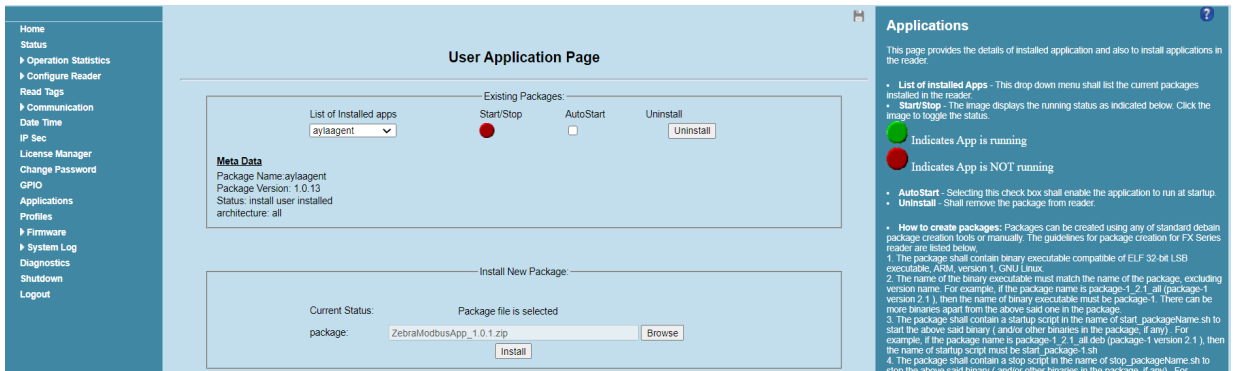 Home
Status
Operation Statistics
Configure Reader
Read Tags
Communication
Date Time
IP Sec
License Manager
Change Password
GPIO
Applications
Profiles
Firmware
System Log
Diagnostics
Shutdown
Logout
User Application Page
Existing Packages:
List of Installed apps Start/Stop AutoStart Uninstall
aylaagent Uninstall
Meta Data
Package Name:aylaagent
Package Version: 1.0.13
Status: install user installed
architecture: all
Install New Package:
Current Status: Package file is selected
package: ZebraModbusApp_1.0.1.zip Browse
Install
?
Applications
This page provides the details of installed application and also to install applications in
the reader.
• List of installed Apps - This drop down menu shall list the current packages
installed in the reader.
• Start/Stop - The image displays the running status as indicated below. Click the
image to toggle the status.
Indicates App is running
Indicates App is NOT running
• AutoStart - Selecting this check box shall enable the application to run at startup.
• Uninstall - Shall remove the package from reader.
• How to create packages: Packages can be created using any of standard debain
package creation tools or manually. The guidelines for package creation for FX Series
reader are listed below,
1. The package shall contain binary executable compatible of ELF 32-bit LSB
executable, ARM, version 1, GNU Linux.
2. The name of the binary executable must match the name of the package, excluding
version name. For example, if the package name is package-1_2.1_all (package-1
version 2.1 ), then the name of binary executable must be package-1. There can be
more binaries apart from the above said one in the package.
3. The package shall contain a startup script in the name of start_packageName.sh to
start the above said binary ( and/or other binaries in the package, if any) . For
example, if the package name is package-1_2.1_all.deb (package-1 version 2.1 ), then
the name of startup script must be start_package-1.sh
4. The package shall contain a stop script in the name of stop_packageName.sh to
stop the above said binary ( and/or other binaries in the package, if any) . For